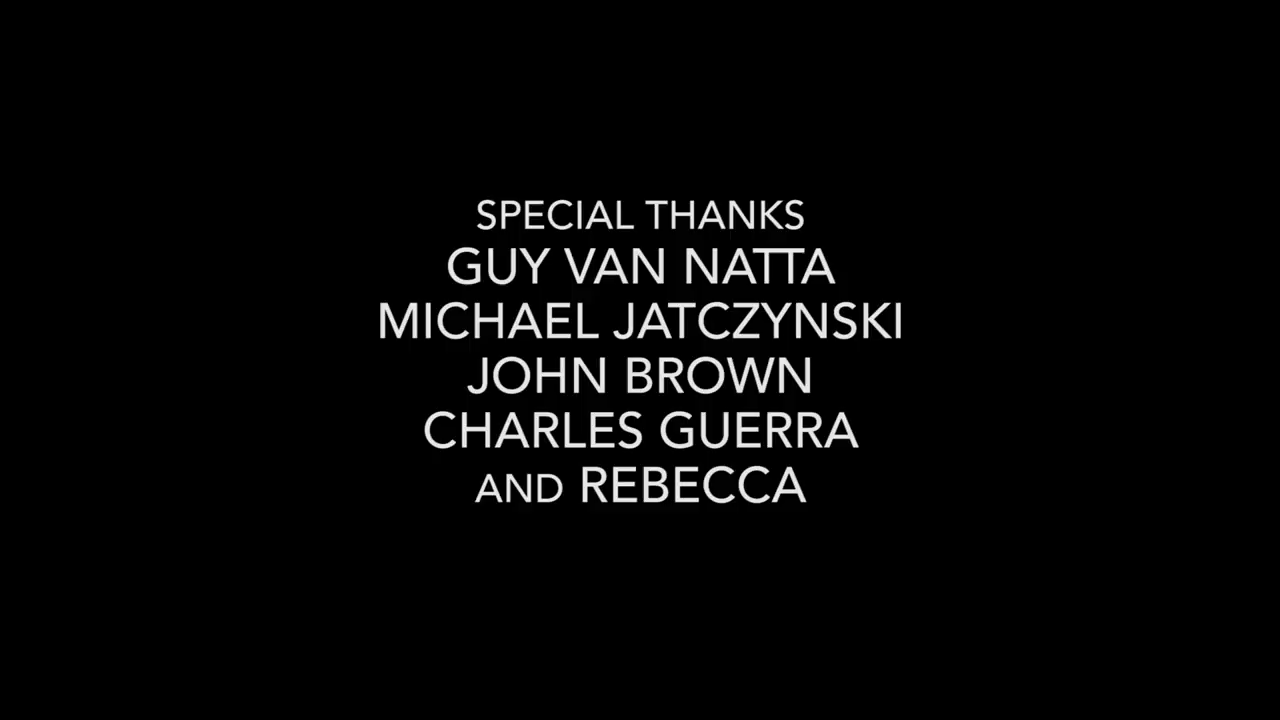 SPECIAL THANKS
GUY VAN NATTA
MICHAEL JATCZYNSKI
JOHN BROWN
CHARLES GUERRA
AND REBECCA